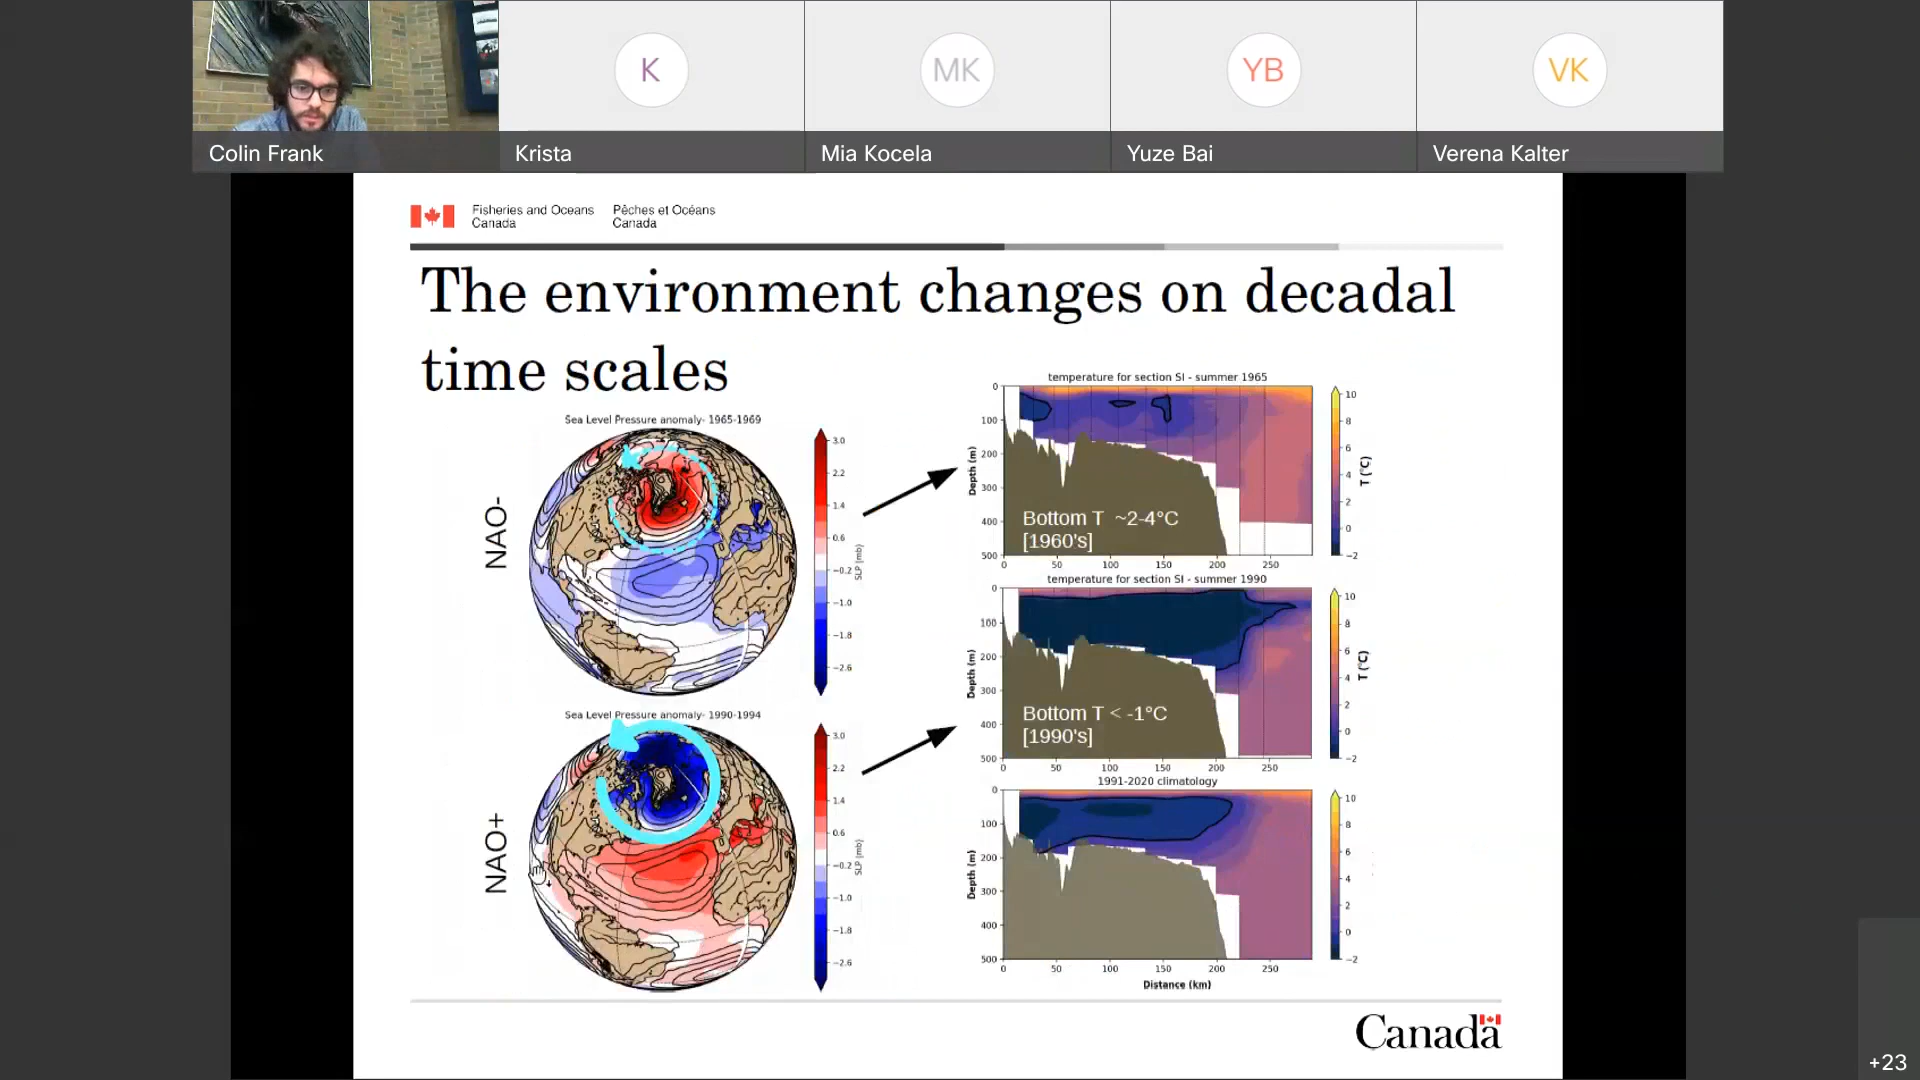 K
MK
YB
VK
Colin Frank
Krista
Mia Kocela
Yuze Bai
Verena Kalter
Fisheries and Oceans
Canada
Pêches et Océans
Canada
The environment changes on decadal
time scales
Sea Level Pressure anomaly- 1965-1969
NAO-
3.0
2.2
1.4
0.6
−0.2
−1.0
−1.8
−2.6
SLP (mb)
temperature for section SI - summer 1965
0
100
200
300
400
500
Depth (m)
Bottom T ~2-4°C
[1960's]
0 50 100 150 200 250
10
8
6
4
2
0
−2
T (°C)
temperature for section SI - summer 1990
0
100
200
300
400
500
Depth (m)
Bottom T < -1°C
[1990's]
0 50 100 150 200 250
10
8
6
4
2
0
−2
T (°C)
Sea Level Pressure anomaly- 1990-1994
NAO+
3.0
2.2
1.4
0.6
−0.2
−1.0
−1.8
−2.6
SLP (mb)
1991-2020 climatology
0
100
200
300
400
500
Depth (m)
0 50 100 150 200 250
Distance (km)
10
8
6
4
2
0
−2
Canada
+23